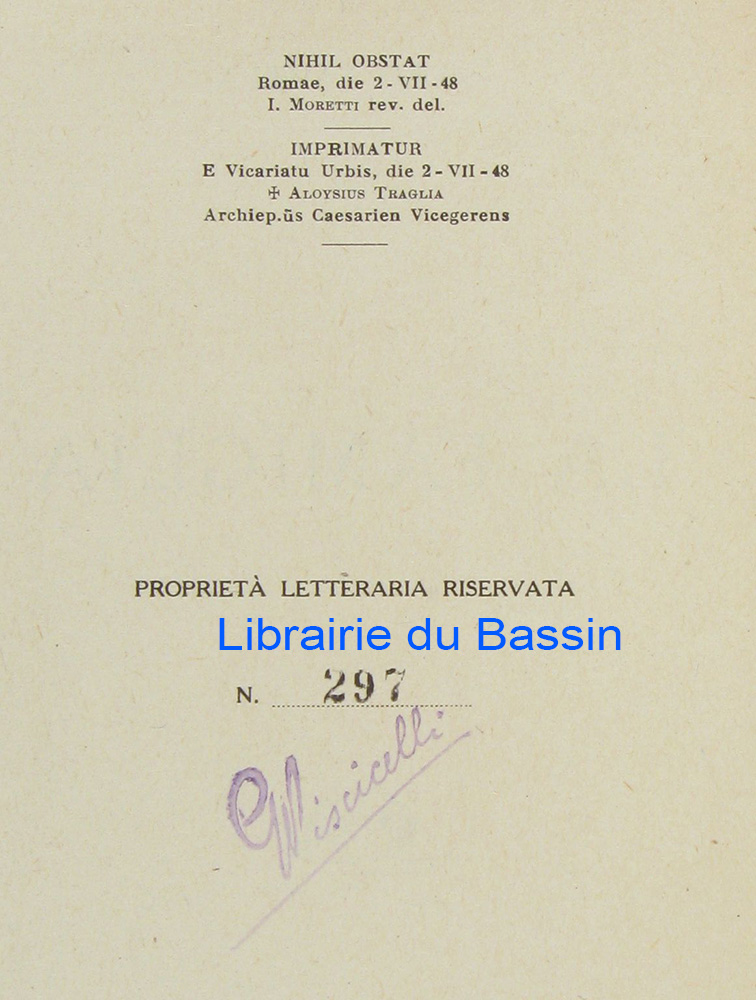 NIHIL OBSTAT
Romae, die 2 - VII - 48
I. MORETTI rev. del.
IMPRIMATUR
E Vicariatu Urbis, die 2 - VII - 48
✠ ALOYSIUS TRAGLIA
Archiep.ūs Caesarien Vicegerens
PROPRIETÀ LETTERARIA RISERVATA
Librairie du Bassin
N. 297